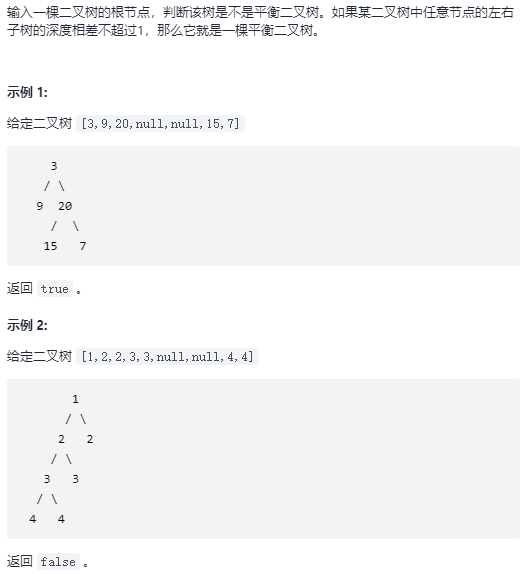 输入一棵二叉树的根节点，判断该树是不是平衡二叉树。如果某二叉树中任意节点的左右
子树的深度相差不超过1，那么它就是一棵平衡二叉树。
示例 1:
给定二叉树 [3,9,20,null,null,15,7]
3
/ \
9 20
/ \
15 7
返回 true 。
示例 2:
给定二叉树 [1,2,2,3,3,null,null,4,4]
1
/ \
2 2
/ \
3 3
/ \
4 4
返回 false 。